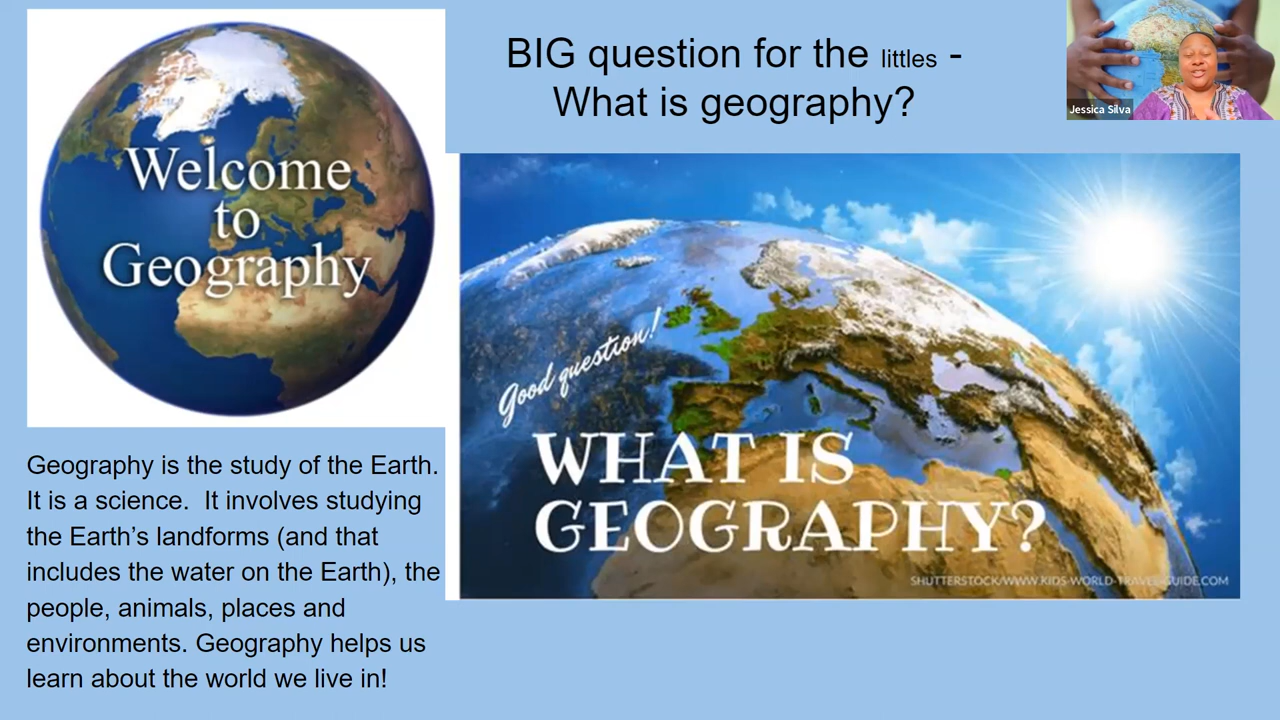 BIG question for the littles -
What is geography?
Jessica Silva
Welcome
to
Geography
Good question!
WHAT IS
GEOGRAPHY?
SHUTTERSTOCK/WWW.KIDS-WORLD-TRAVEL-GUIDE.COM
Geography is the study of the Earth.
It is a science.  It involves studying
the Earth’s landforms (and that
includes the water on the Earth), the
people, animals, places and
environments. Geography helps us
learn about the world we live in!